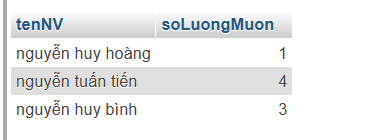 tenNV soLuongMuon
nguyễn huy hoàng 1
nguyễn tuấn tiến 4
nguyễn huy bình 3